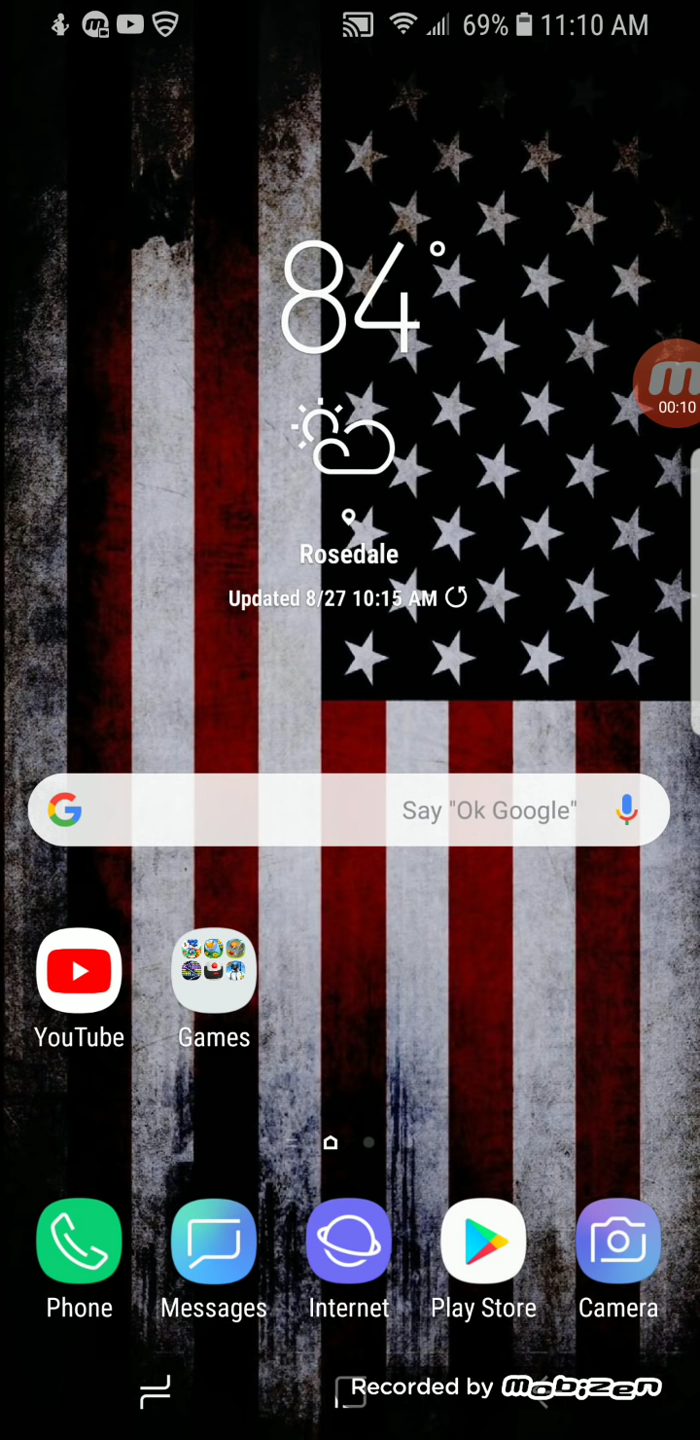 69% 11:10 AM
84°
m
00:10
Rosedale
Updated 8/27 10:15 AM
Say "Ok Google"
YouTube
Games
Phone
Messages
Internet
Play Store
Camera
Recorded by mobizen